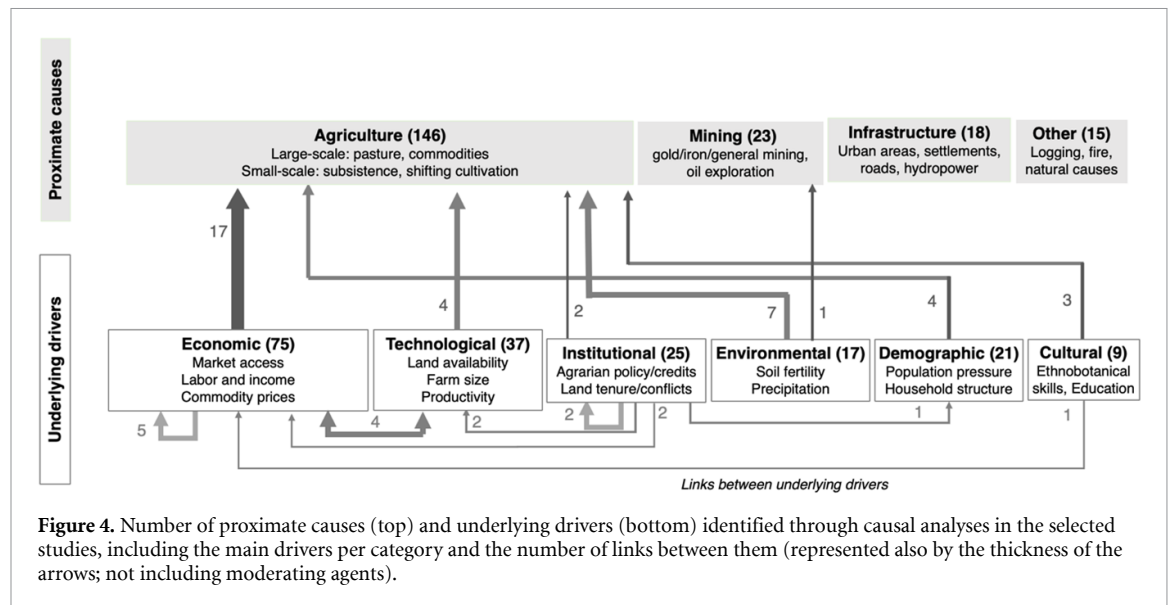 Proximate causes
Agriculture (146)
Large-scale: pasture, commodities
Small-scale: subsistence, shifting cultivation
Mining (23)
gold/iron/general mining,
oil exploration
Infrastructure (18)
Urban areas, settlements,
roads, hydropower
Other (15)
Logging, fire,
natural causes
17
4
2
7
1
4
3
Underlying drivers
Economic (75)
Market access
Labor and income
Commodity prices
Technological (37)
Land availability
Farm size
Productivity
Institutional (25)
Agrarian policy/credits
Land tenure/conflicts
Environmental (17)
Soil fertility
Precipitation
Demographic (21)
Population pressure
Household structure
Cultural (9)
Ethnobotanical
skills, Education
5
4
2
2
2
1
1
Links between underlying drivers
Figure 4. Number of proximate causes (top) and underlying drivers (bottom) identified through causal analyses in the selected
studies, including the main drivers per category and the number of links between them (represented also by the thickness of the
arrows; not including moderating agents).